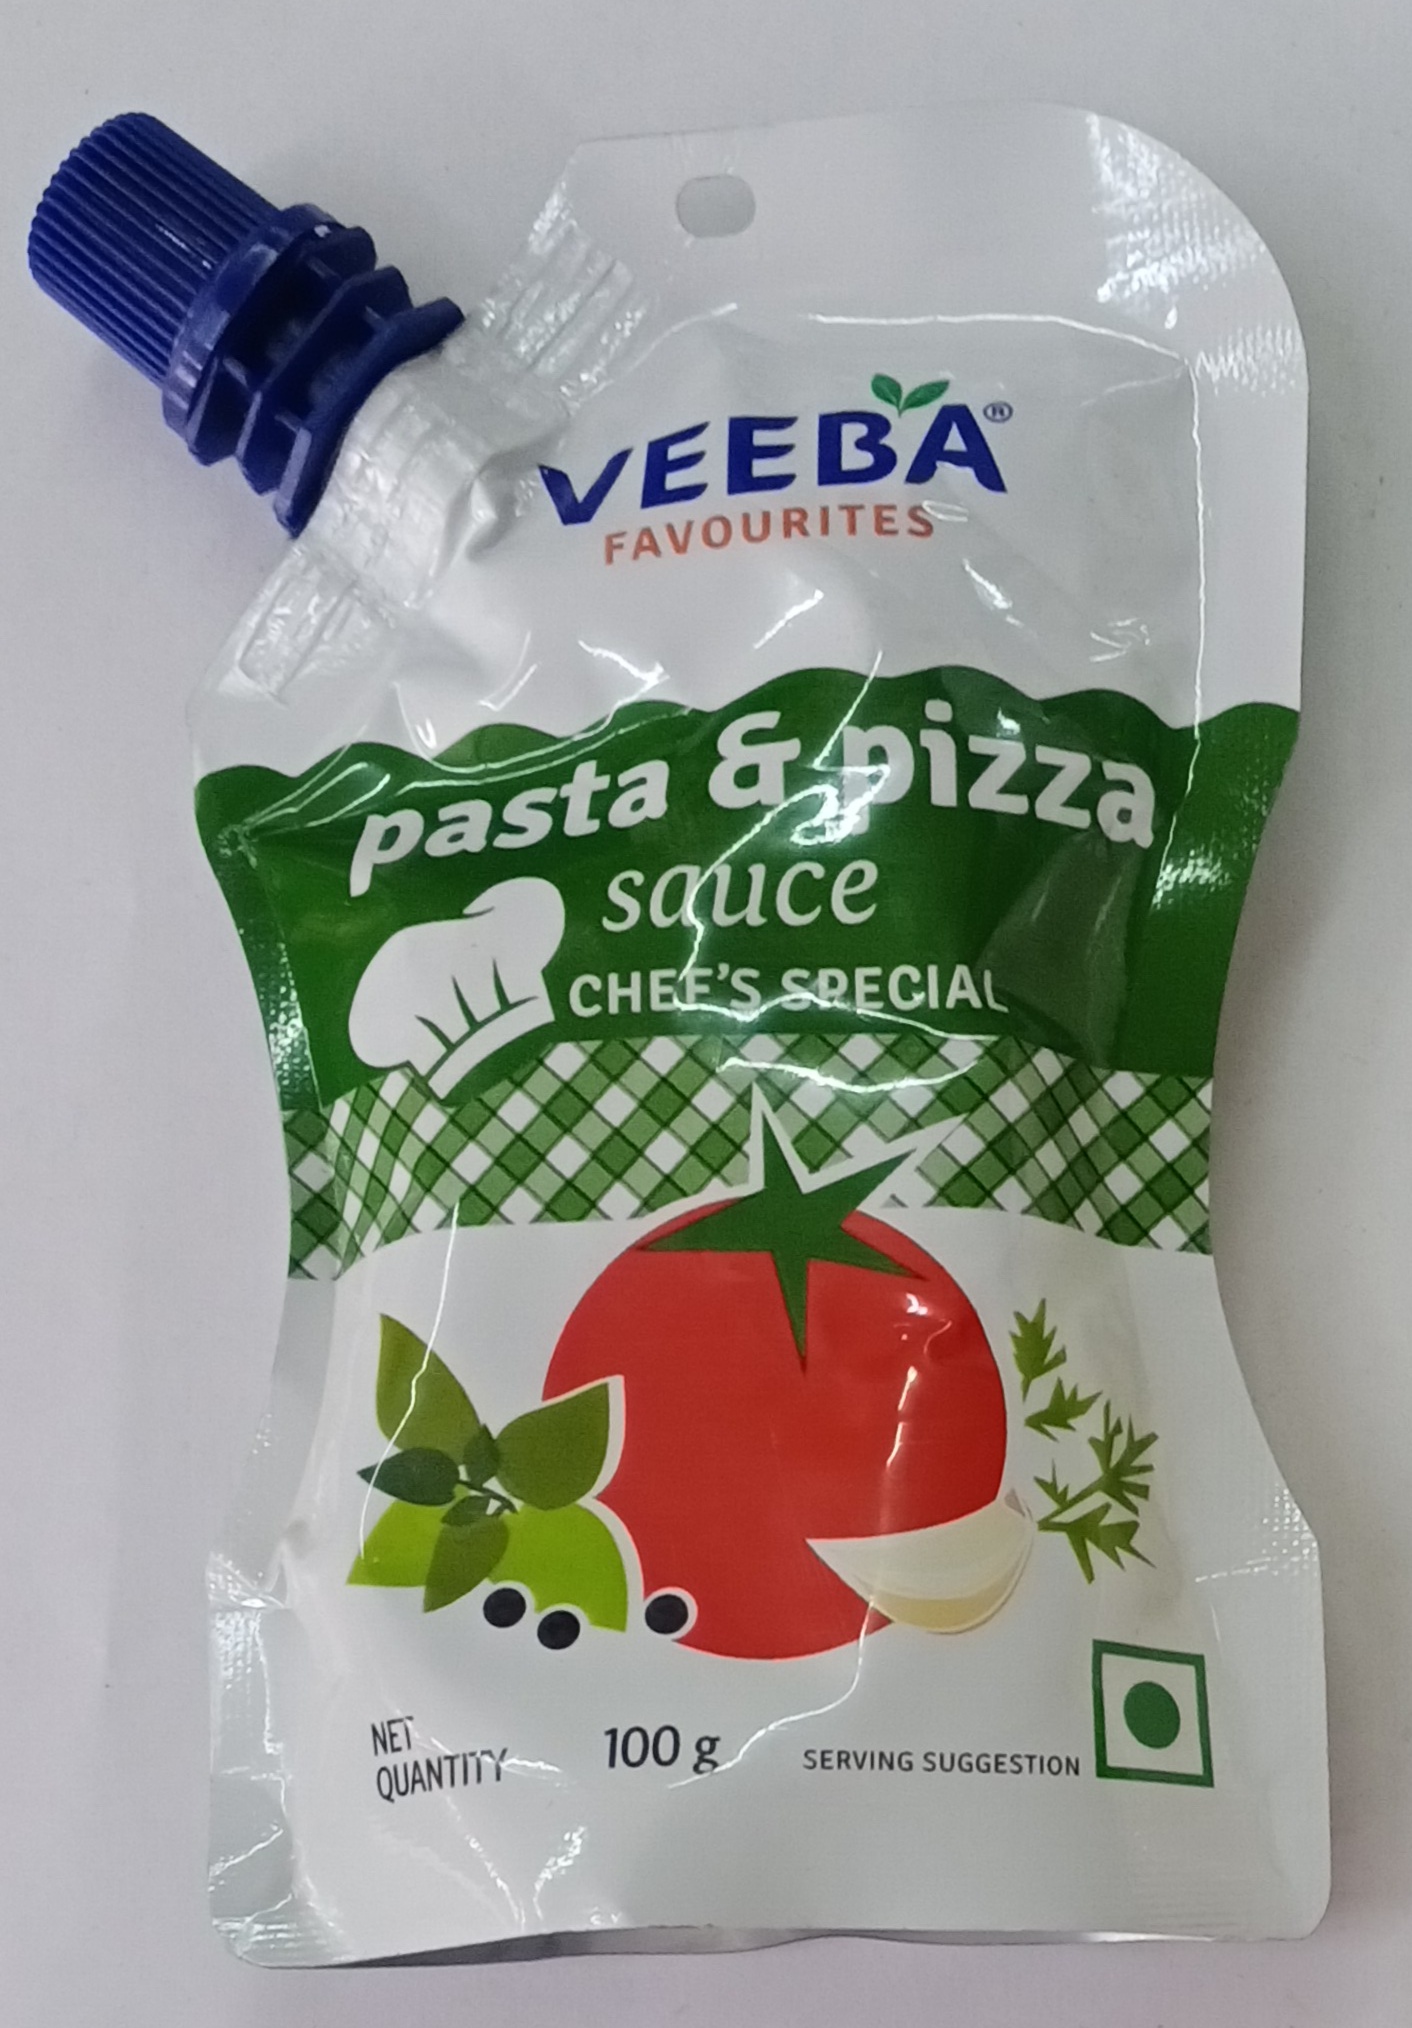 VEEBA®
FAVOURITES
pasta & pizza
sauce
CHEF'S SPECIAL
NET
QUANTITY
100 g
SERVING SUGGESTION